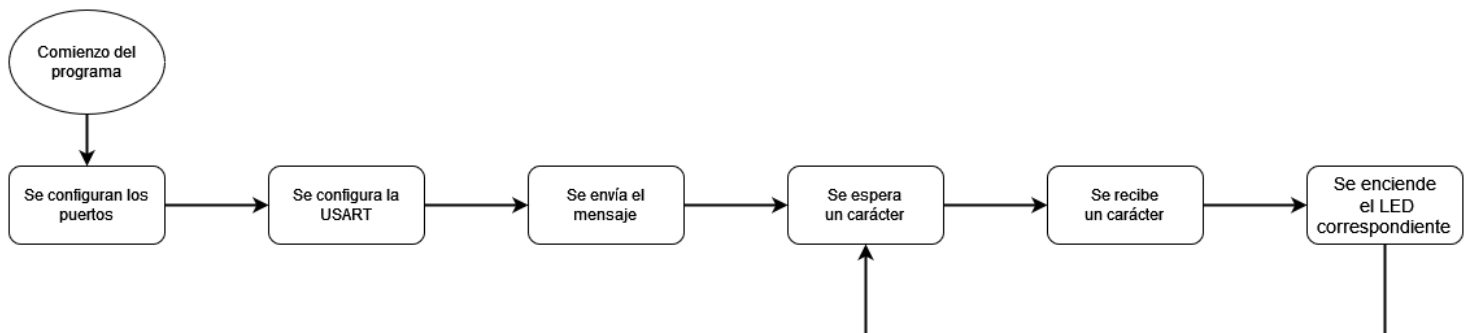 Comienzo del
programa
Se configuran los
puertos
Se configura la
USART
Se envía el
mensaje
Se espera
un carácter
Se recibe
un carácter
Se enciende
el LED
correspondiente